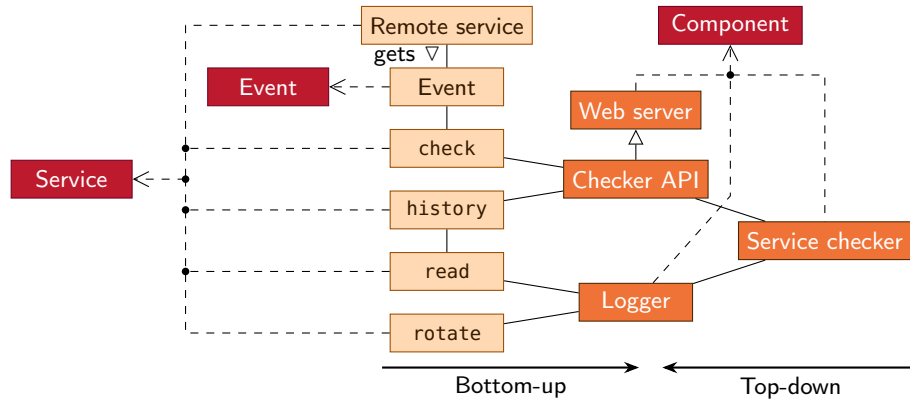 Remote service
Component
gets
Event
Event
Web server
check
Service
Checker API
history
Service checker
read
Logger
rotate
Bottom-up
Top-down